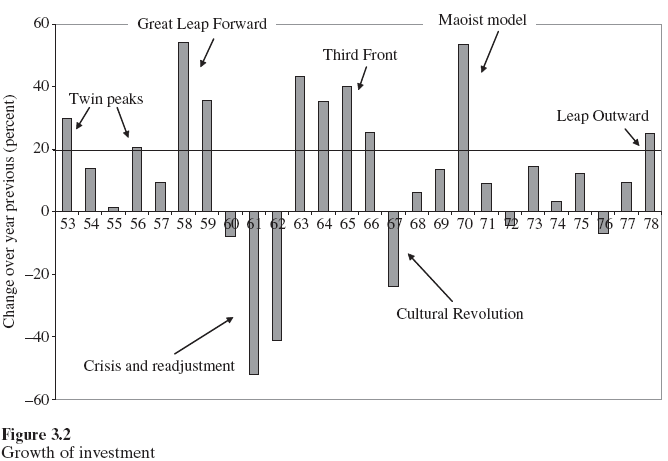 60
Great Leap Forward
Maoist model
Third Front
40
Twin peaks
Leap Outward
20
Change over year previous (percent)
0
53 54 55 56 57 58 59 60 61 62 63 64 65 66 67 68 69 70 71 72 73 74 75 76 77 78
−20
Cultural Revolution
−40
Crisis and readjustment
−60
Figure 3.2
Growth of investment